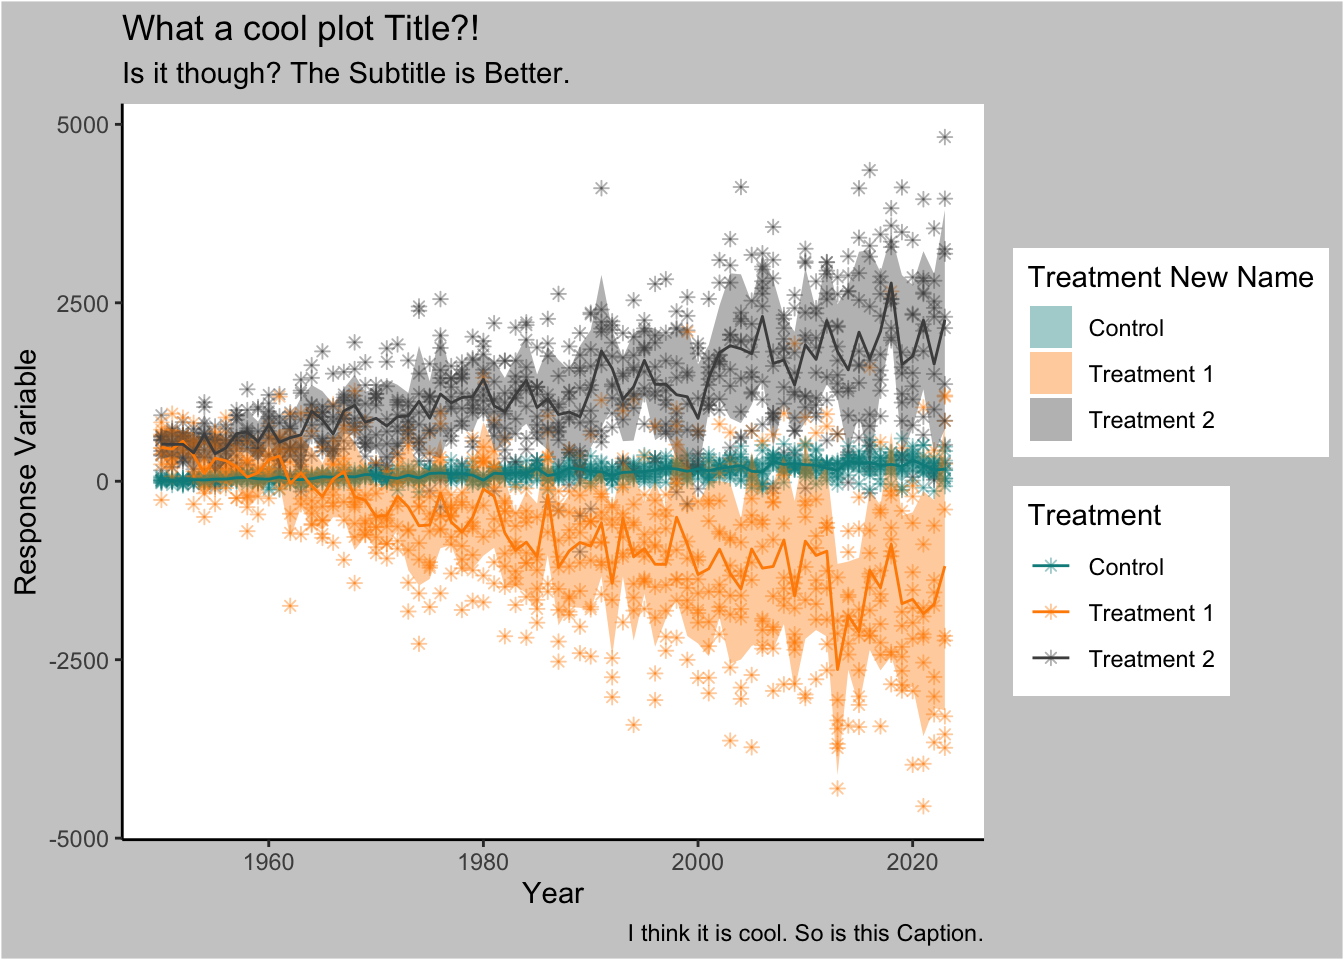 What a cool plot Title?!
Is it though? The Subtitle is Better.
5000
2500
0
-2500
-5000
Response Variable
1960
1980
2000
2020
Year
I think it is cool. So is this Caption.
Treatment New Name
Control
Treatment 1
Treatment 2
Treatment
Control
Treatment 1
Treatment 2